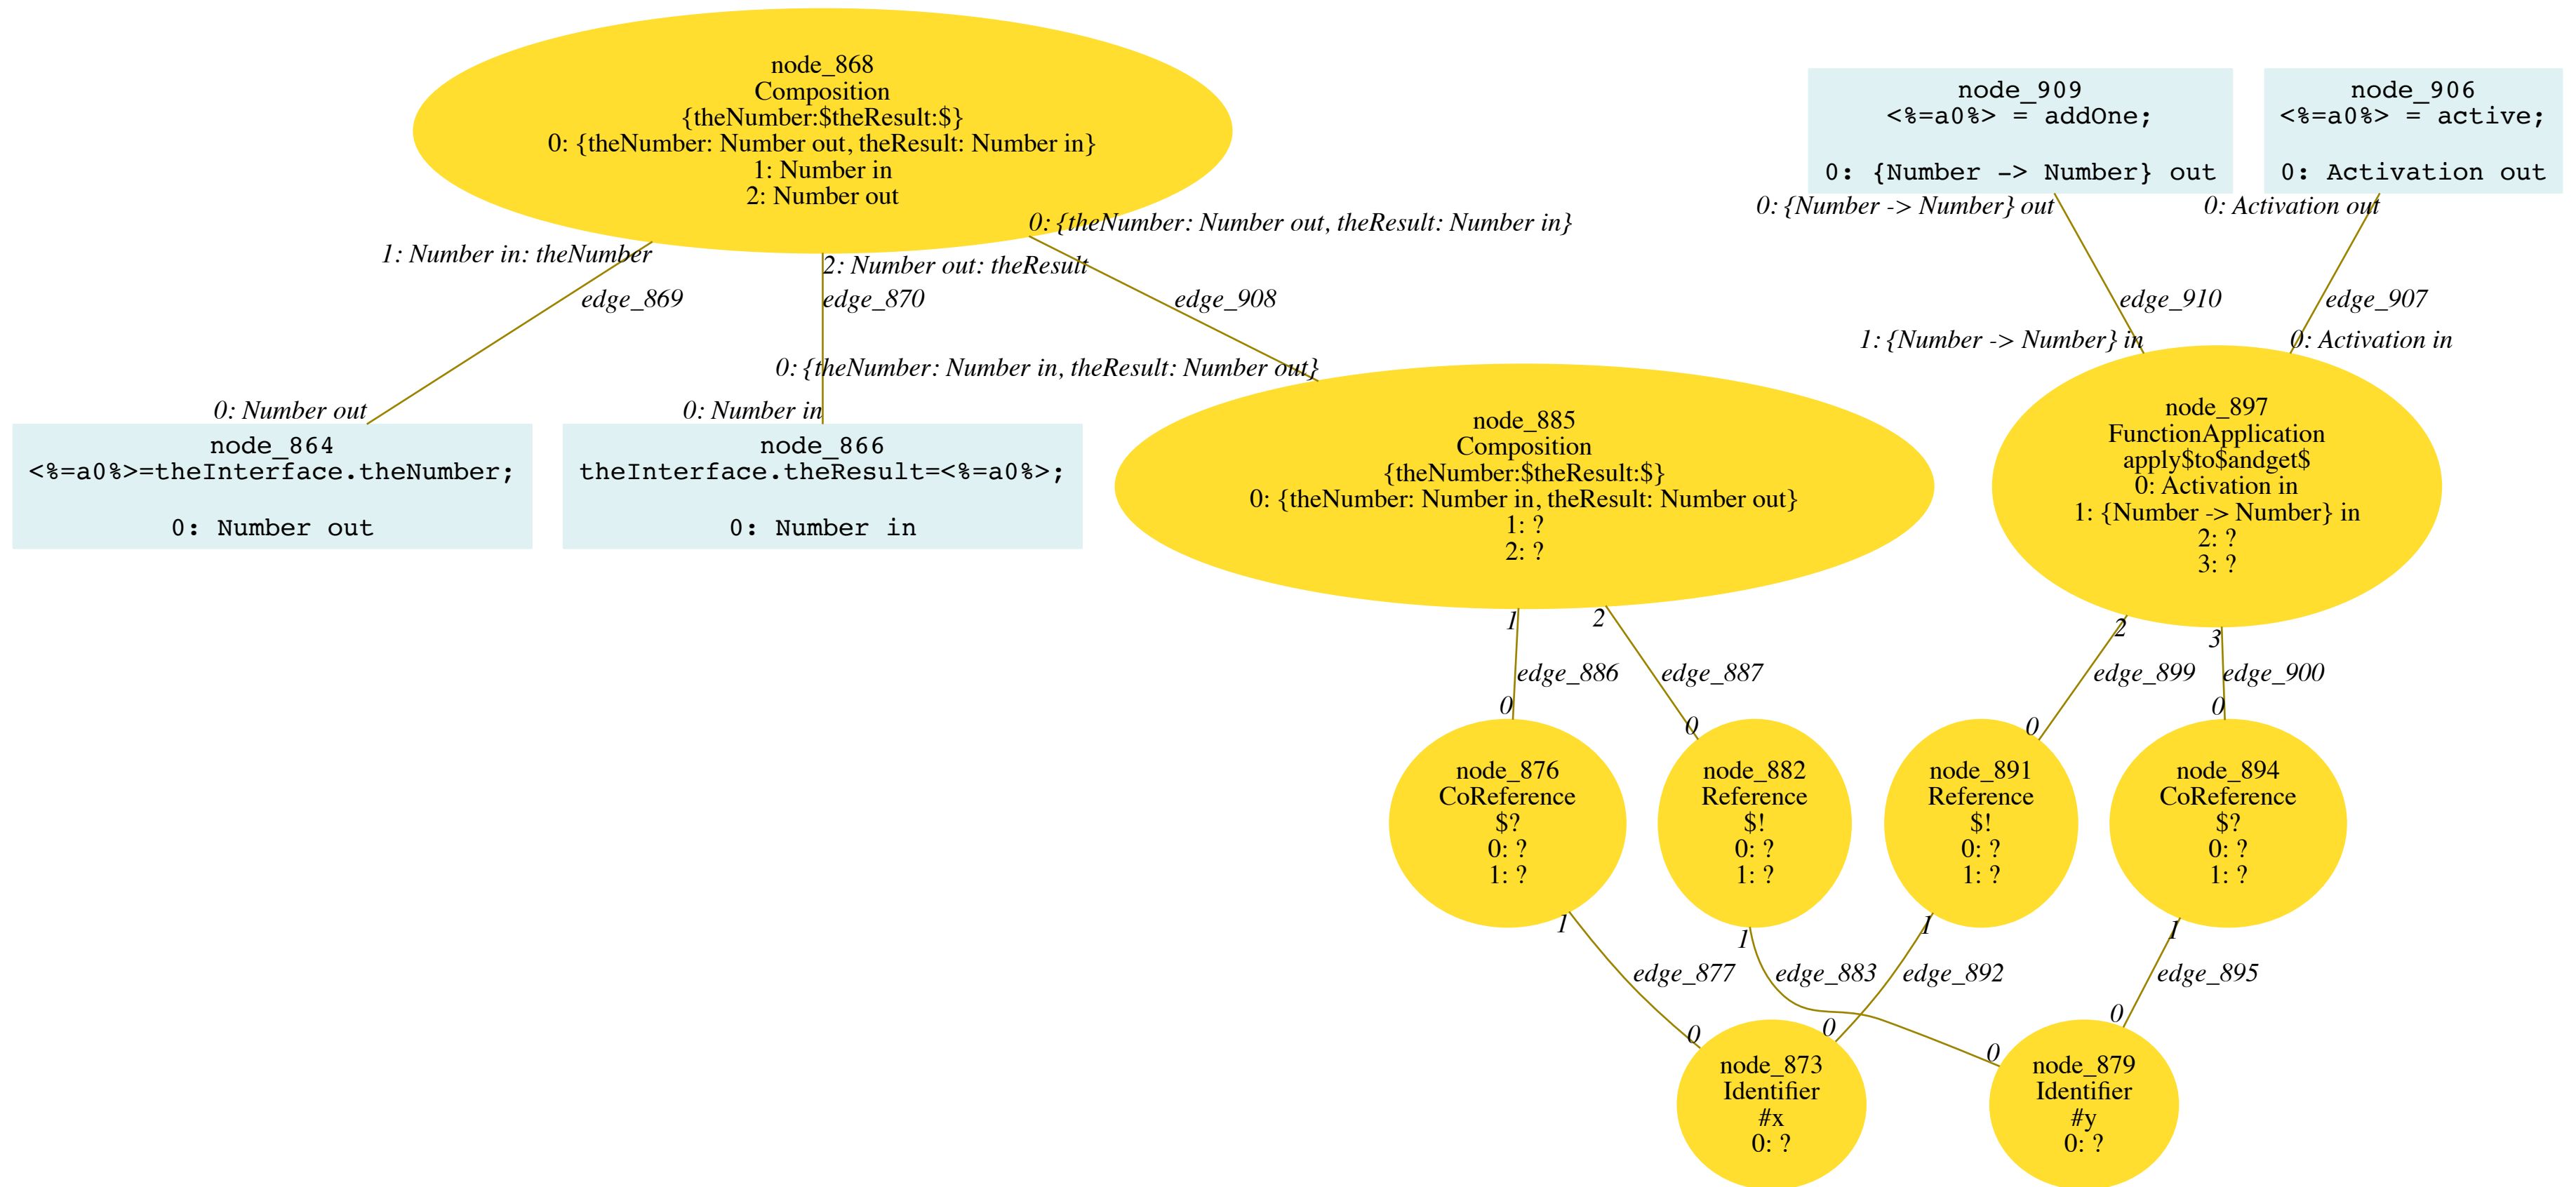 node_868
Composition
{theNumber:$theResult:$}
0: {theNumber: Number out, theResult: Number in}
1: Number in
2: Number out
node_909
<%=a0%> = addOne;
0: {Number -> Number} out
node_906
<%=a0%> = active;
0: Activation out
1: Number in: theNumber
2: Number out: theResult
0: {theNumber: Number out, theResult: Number in}
0: {Number -> Number} out
0: Activation out
edge_869
edge_870
edge_908
edge_910
edge_907
0: Number out
0: Number in
0: {theNumber: Number in, theResult: Number out}
1: {Number -> Number} in
0: Activation in
node_864
<%=a0%>=theInterface.theNumber;
0: Number out
node_866
theInterface.theResult=<%=a0%>;
0: Number in
node_885
Composition
{theNumber:$theResult:$}
0: {theNumber: Number in, theResult: Number out}
1: ?
2: ?
node_897
FunctionApplication
apply$to$andget$
0: Activation in
1: {Number -> Number} in
2: ?
3: ?
1
2
2
3
edge_886
edge_887
edge_899
edge_900
0
0
0
0
node_876
CoReference
$?
0: ?
1: ?
node_882
Reference
$!
0: ?
1: ?
node_891
Reference
$!
0: ?
1: ?
node_894
CoReference
$?
0: ?
1: ?
1
1
1
1
edge_877
edge_883
edge_892
edge_895
0
0
0
0
node_873
Identifier
#x
0: ?
node_879
Identifier
#y
0: ?